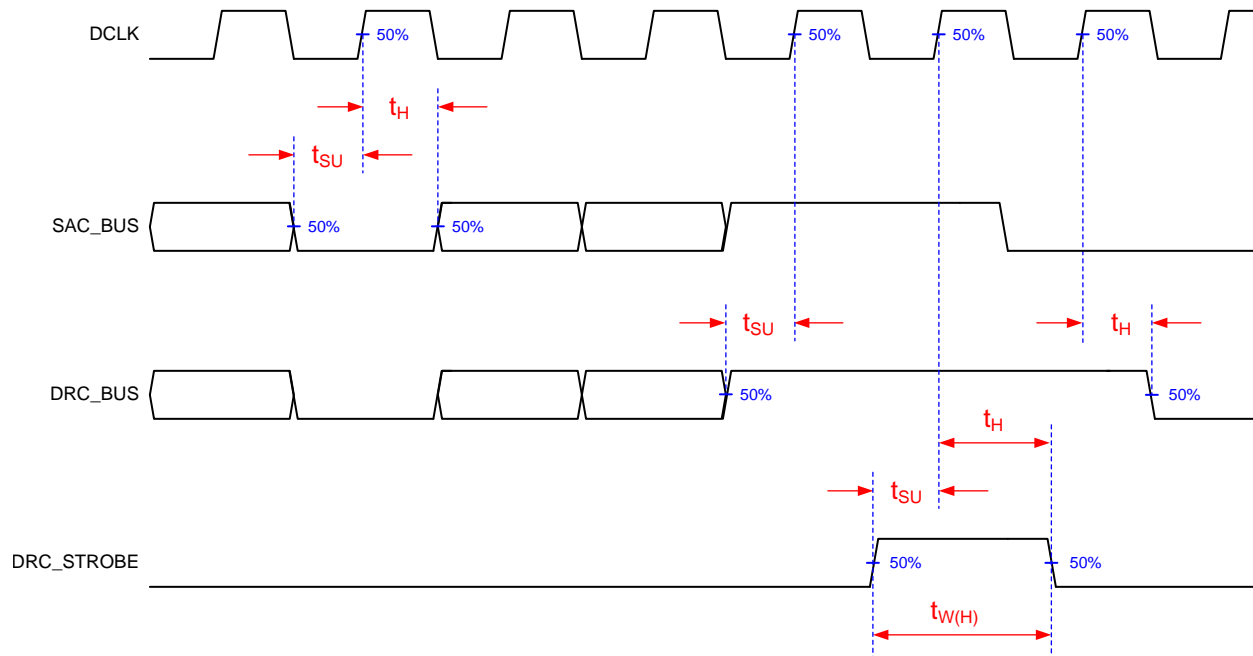 DCLK
50%
50%
50%
50%
tH
tSU
SAC_BUS
50%
50%
tSU
tH
DRC_BUS
50%
50%
tH
tSU
DRC_STROBE
50%
50%
tW(H)